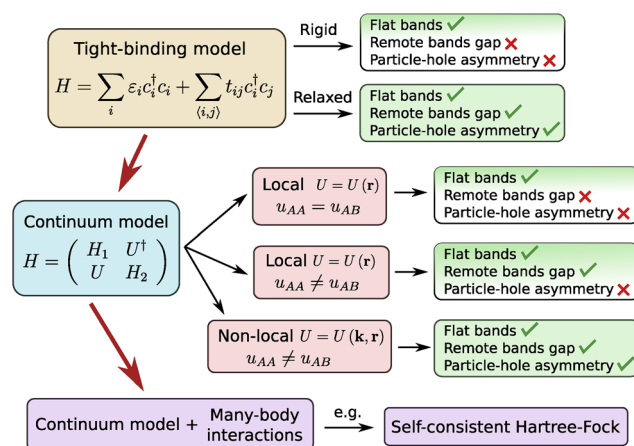 Tight-binding model
H = ∑_i ε_i c_i^† c_i + ∑_⟨i,j⟩ t_ij c_i^† c_j
Rigid
Flat bands ✓
Remote bands gap ✗
Particle-hole asymmetry ✗
Relaxed
Flat bands ✓
Remote bands gap ✓
Particle-hole asymmetry ✓
Continuum model
H = ( H_1 U^†
U H_2 )
Local U = U(r)
u_AA = u_AB
Flat bands ✓
Remote bands gap ✗
Particle-hole asymmetry ✗
Local U = U(r)
u_AA ≠ u_AB
Flat bands ✓
Remote bands gap ✓
Particle-hole asymmetry ✗
Non-local U = U(k, r)
u_AA ≠ u_AB
Flat bands ✓
Remote bands gap ✓
Particle-hole asymmetry ✓
Continuum model + Many-body
interactions
e.g.
Self-consistent Hartree-Fock